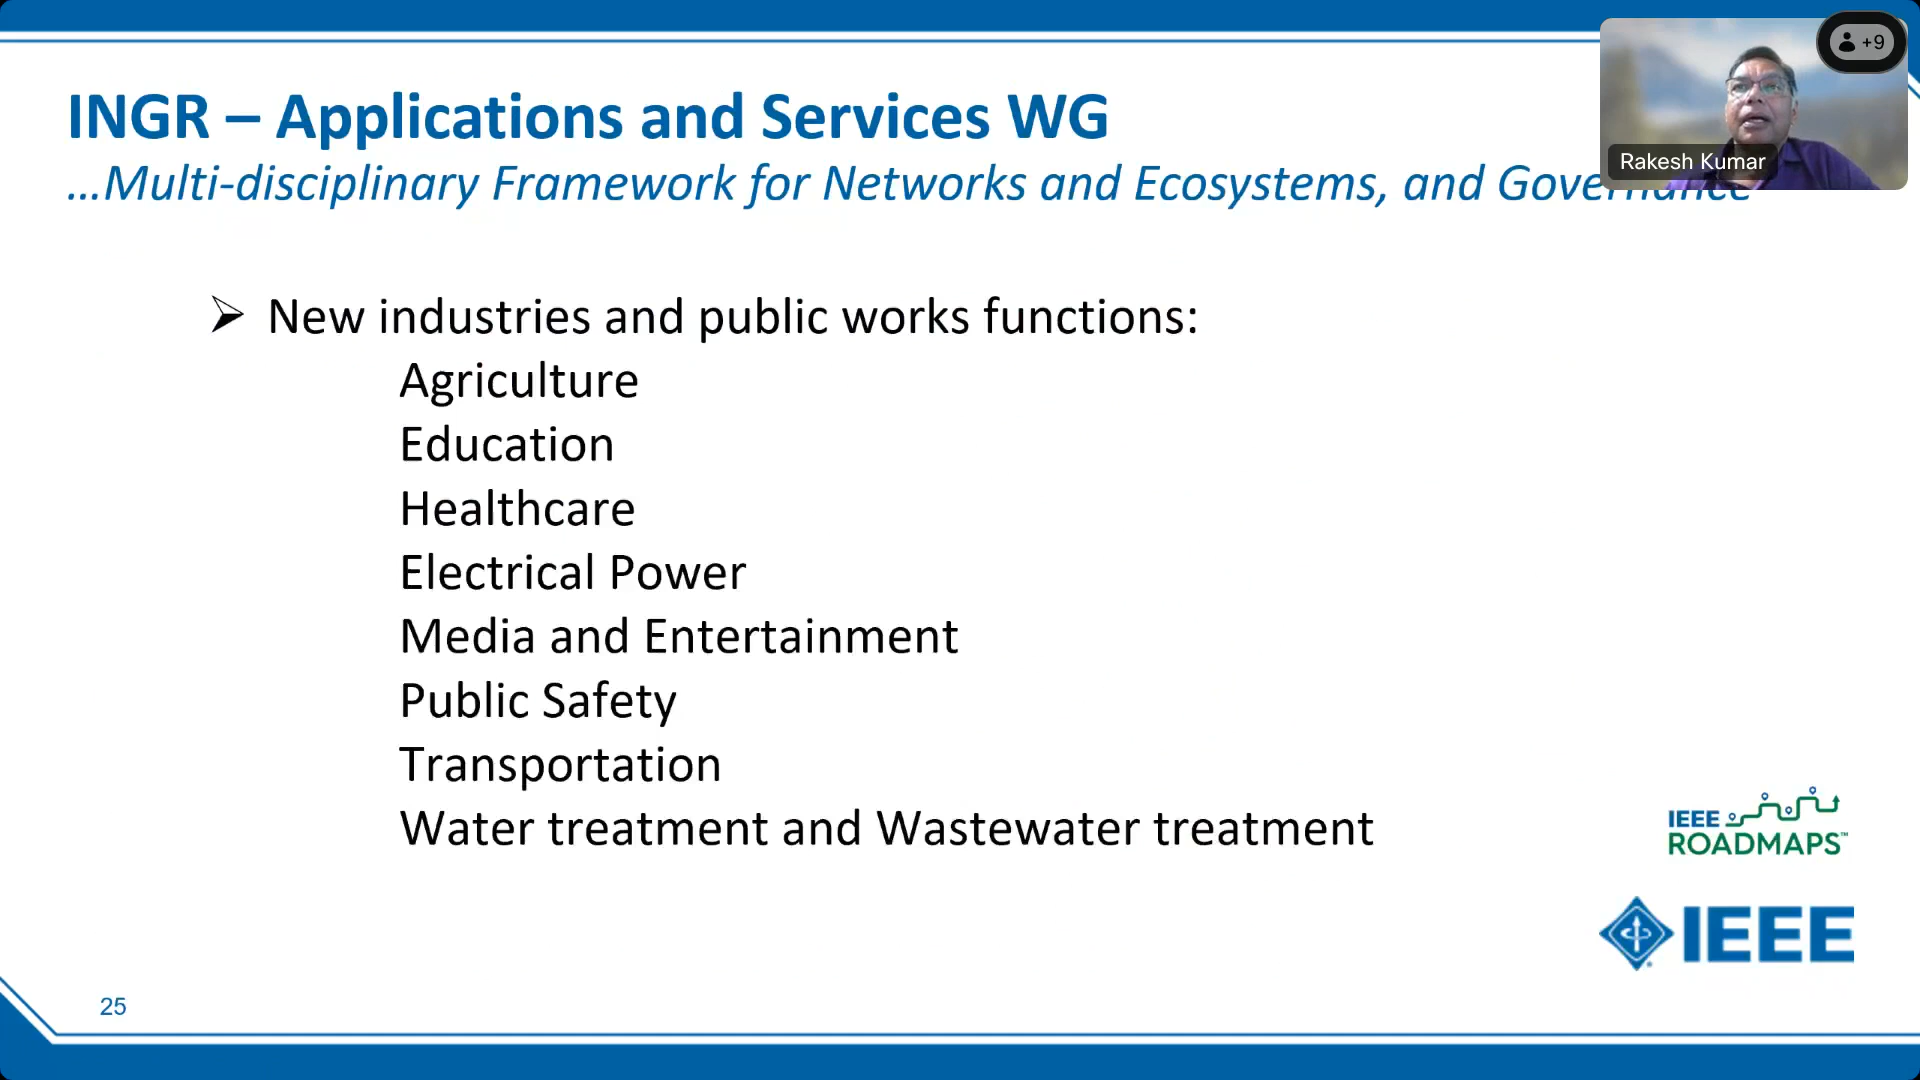 INGR – Applications and Services WG
…Multi-disciplinary Framework for Networks and Ecosystems, and Governance
+9
Rakesh Kumar
➢ New industries and public works functions:
Agriculture
Education
Healthcare
Electrical Power
Media and Entertainment
Public Safety
Transportation
Water treatment and Wastewater treatment
IEEE
ROADMAPS™
IEEE
25